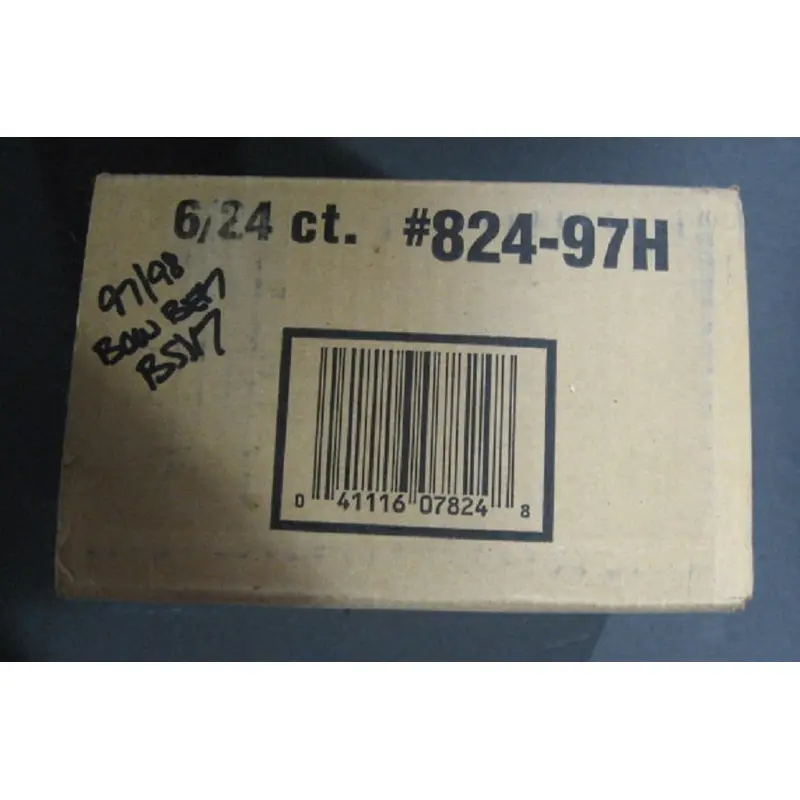 6/24 ct. #824-97H
97/98
BOW BEST
BSK7
0 41116 07824 8